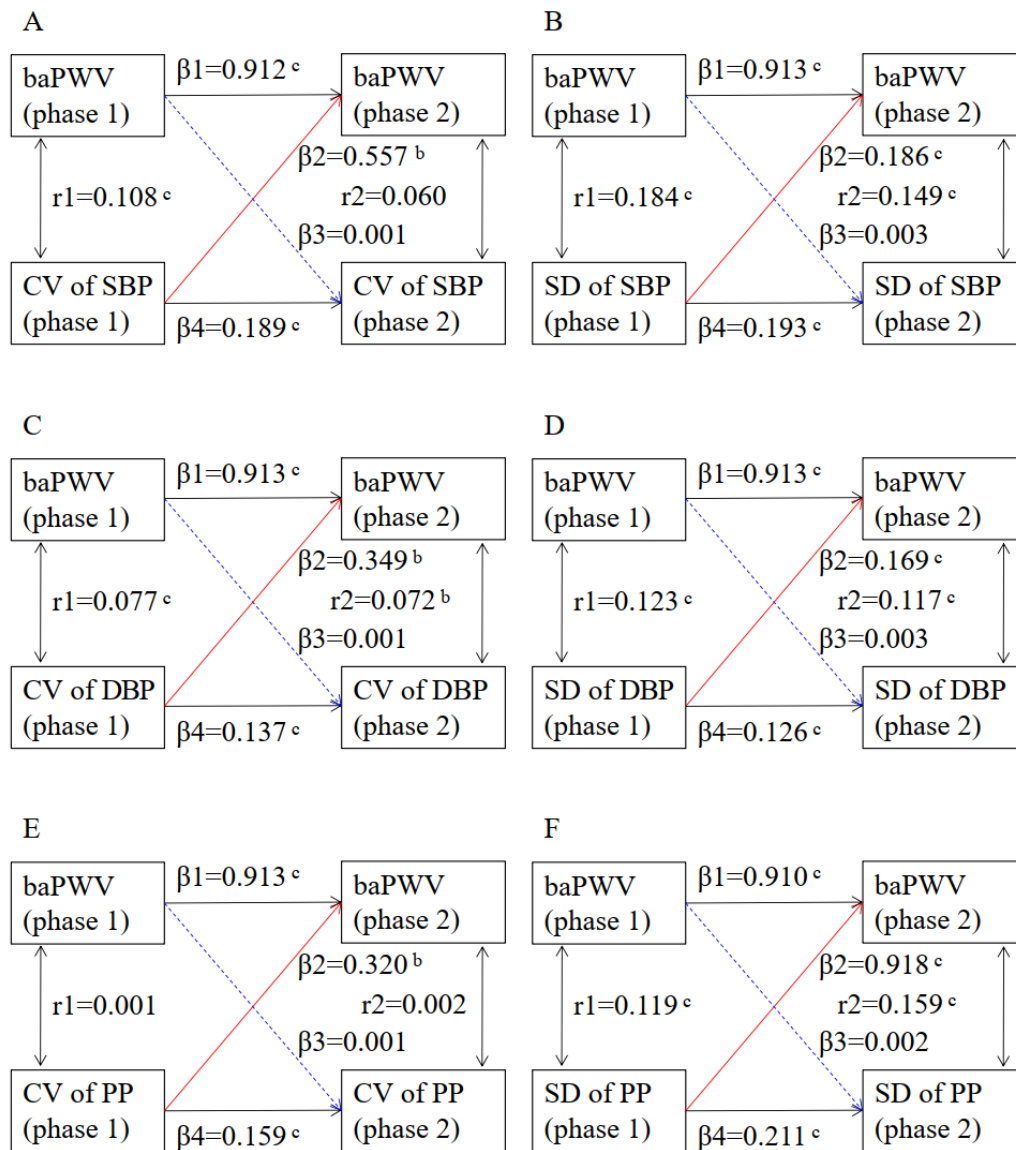 A
baPWV
(phase 1)
β1=0.912 c
baPWV
(phase 2)
r1=0.108 c
β2=0.557 b
r2=0.060
β3=0.001
CV of SBP
(phase 1)
β4=0.189 c
CV of SBP
(phase 2)
B
baPWV
(phase 1)
β1=0.913 c
baPWV
(phase 2)
r1=0.184 c
β2=0.186 c
r2=0.149 c
β3=0.003
SD of SBP
(phase 1)
β4=0.193 c
SD of SBP
(phase 2)
C
baPWV
(phase 1)
β1=0.913 c
baPWV
(phase 2)
r1=0.077 c
β2=0.349 b
r2=0.072 b
β3=0.001
CV of DBP
(phase 1)
β4=0.137 c
CV of DBP
(phase 2)
D
baPWV
(phase 1)
β1=0.913 c
baPWV
(phase 2)
r1=0.123 c
β2=0.169 c
r2=0.117 c
β3=0.003
SD of DBP
(phase 1)
β4=0.126 c
SD of DBP
(phase 2)
E
baPWV
(phase 1)
β1=0.913 c
baPWV
(phase 2)
r1=0.001
β2=0.320 b
r2=0.002
β3=0.001
CV of PP
(phase 1)
β4=0.159 c
CV of PP
(phase 2)
F
baPWV
(phase 1)
β1=0.910 c
baPWV
(phase 2)
r1=0.119 c
β2=0.918 c
r2=0.159 c
β3=0.002
SD of PP
(phase 1)
β4=0.211 c
SD of PP
(phase 2)